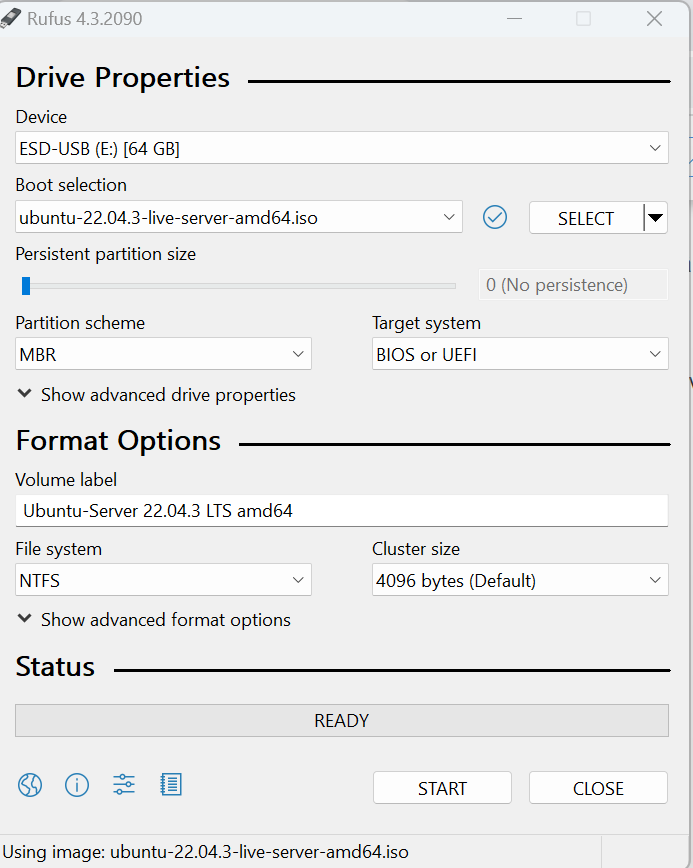 Rufus 4.3.2090
Drive Properties
Device
ESD-USB (E:) [64 GB]
Boot selection
ubuntu-22.04.3-live-server-amd64.iso
SELECT
Persistent partition size
0 (No persistence)
Partition scheme
Target system
MBR
BIOS or UEFI
Show advanced drive properties
Format Options
Volume label
Ubuntu-Server 22.04.3 LTS amd64
File system
Cluster size
NTFS
4096 bytes (Default)
Show advanced format options
Status
READY
START
CLOSE
Using image: ubuntu-22.04.3-live-server-amd64.iso